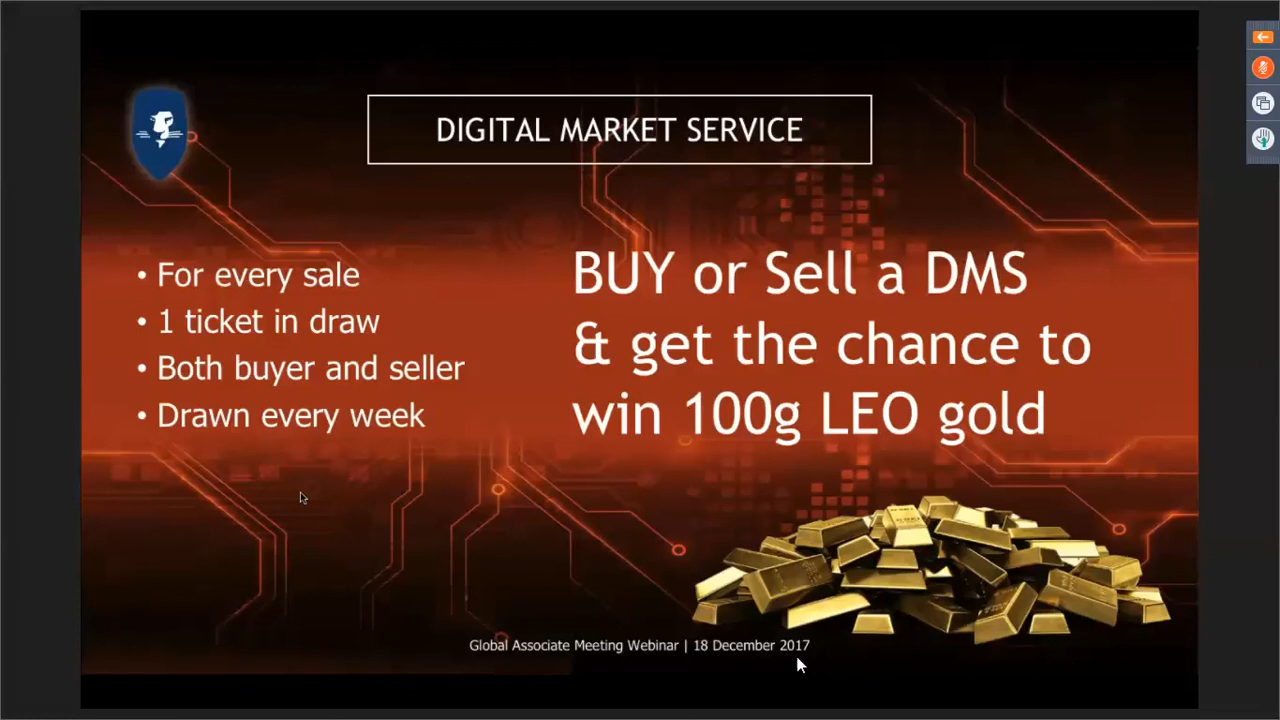 DIGITAL MARKET SERVICE
• For every sale
• 1 ticket in draw
• Both buyer and seller
• Drawn every week
BUY or Sell a DMS
& get the chance to
win 100g LEO gold
Global Associate Meeting Webinar | 18 December 2017